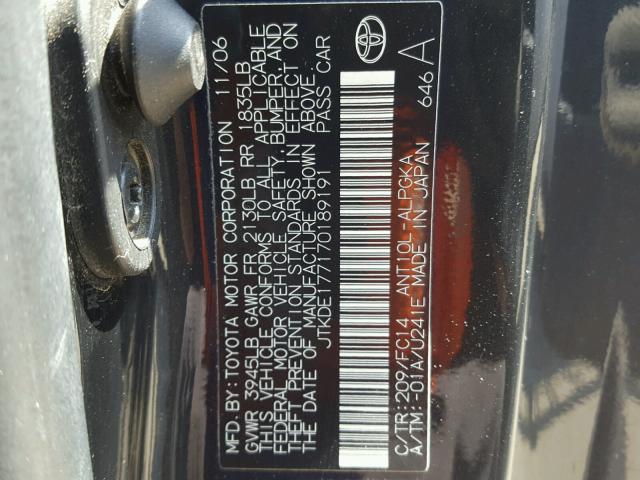 MFD. BY: TOYOTA MOTOR CORPORATION 11/06
GVWR 3945LB GAWR FR 2130LB RR 1835LB
THIS VEHICLE CONFORMS TO ALL APPLICABLE
FEDERAL MOTOR VEHICLE SAFETY, BUMPER, AND
THEFT PREVENTION STANDARDS IN EFFECT ON
THE DATE OF MANUFACTURE SHOWN ABOVE.
JTKDE177170189191 PASS CAR
C/TR: 209/FC14 ANT10L-ALPGKA
A/TM: -01A/U241E MADE IN JAPAN
646 A